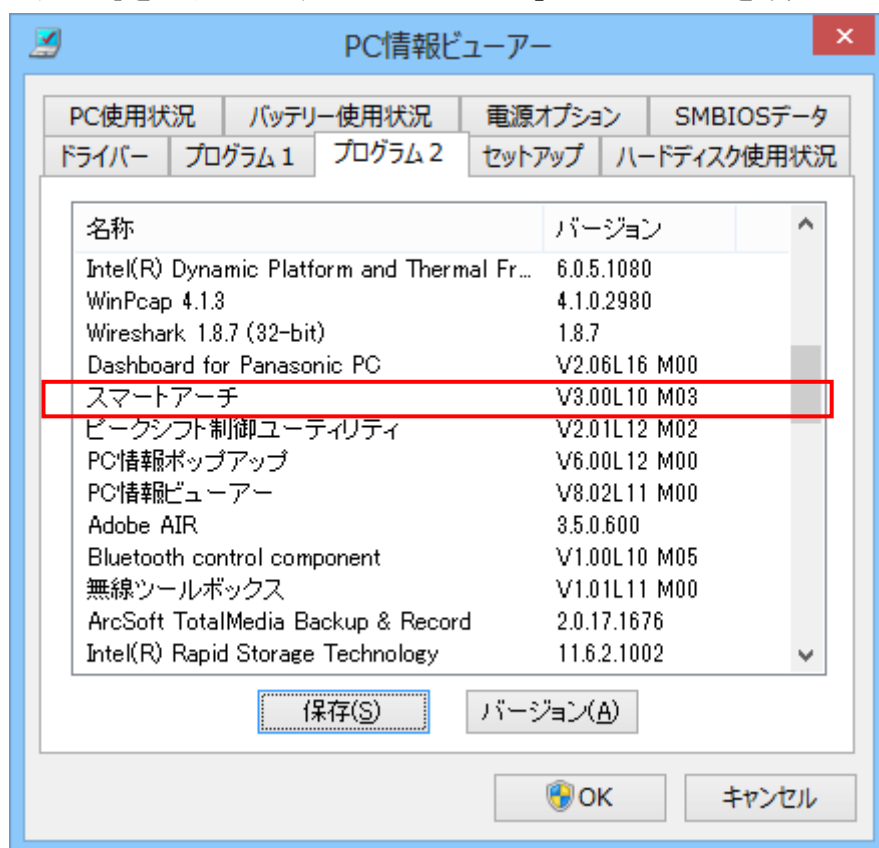 PC情報ビューアー
PC使用状況 バッテリー使用状況 電源オプション SMBIOSデータ
ドライバー プログラム1 プログラム2 セットアップ ハードディスク使用状況
名称 バージョン
Intel(R) Dynamic Platform and Thermal Fr... 6.0.5.1080
WinPcap 4.1.3 4.1.0.2980
Wireshark 1.8.7 (32-bit) 1.8.7
Dashboard for Panasonic PC V2.06L16 M00
スマートアーチ V3.00L10 M03
ピークシフト制御ユーティリティ V2.01L12 M02
PC情報ポップアップ V6.00L12 M00
PC情報ビューアー V8.02L11 M00
Adobe AIR 3.5.0.600
Bluetooth control component V1.00L10 M05
無線ツールボックス V1.01L11 M00
ArcSoft TotalMedia Backup & Record 2.0.17.1676
Intel(R) Rapid Storage Technology 11.6.2.1002
保存(S) バージョン(A)
OK キャンセル